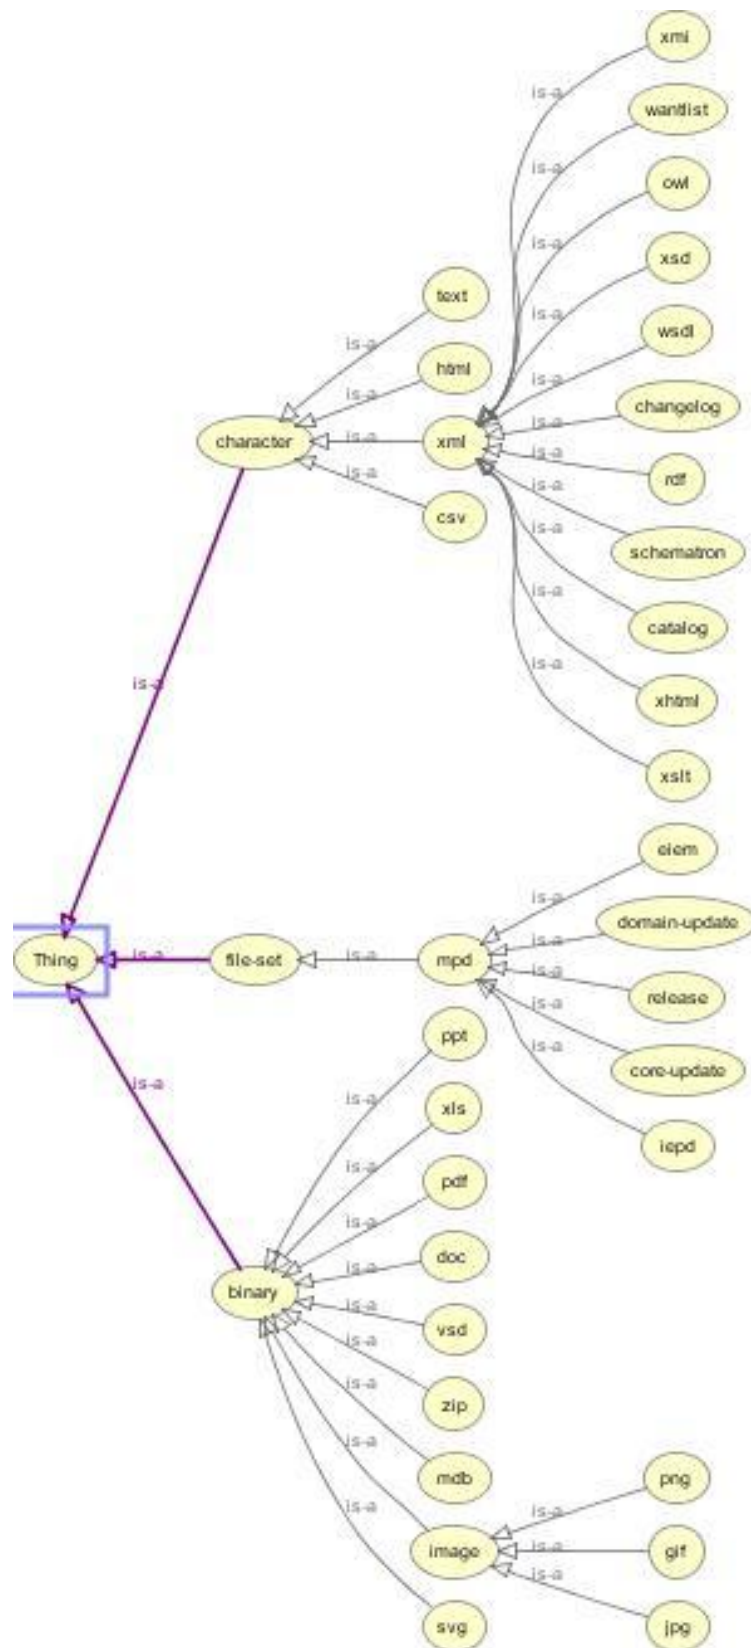 xmi
is-a
wantlist
is-a
owl
is-a
xsd
text
is-a
wsdl
is-a
html
is-a
is-a
changelog
character
is-a
xml
is-a
is-a
rdf
is-a
csv
is-a
is-a
schematron
is-a
catalog
is-a
is-a
xhtml
xslt
eiem
is-a
domain-update
is-a
Thing
is-a
file-set
is-a
mpd
is-a
release
is-a
ppt
is-a
core-update
is-a
is-a
xls
iepd
is-a
pdf
is-a
doc
is-a
binary
is-a
vsd
is-a
is-a
zip
is-a
mdb
png
is-a
is-a
image
is-a
gif
is-a
svg
jpg